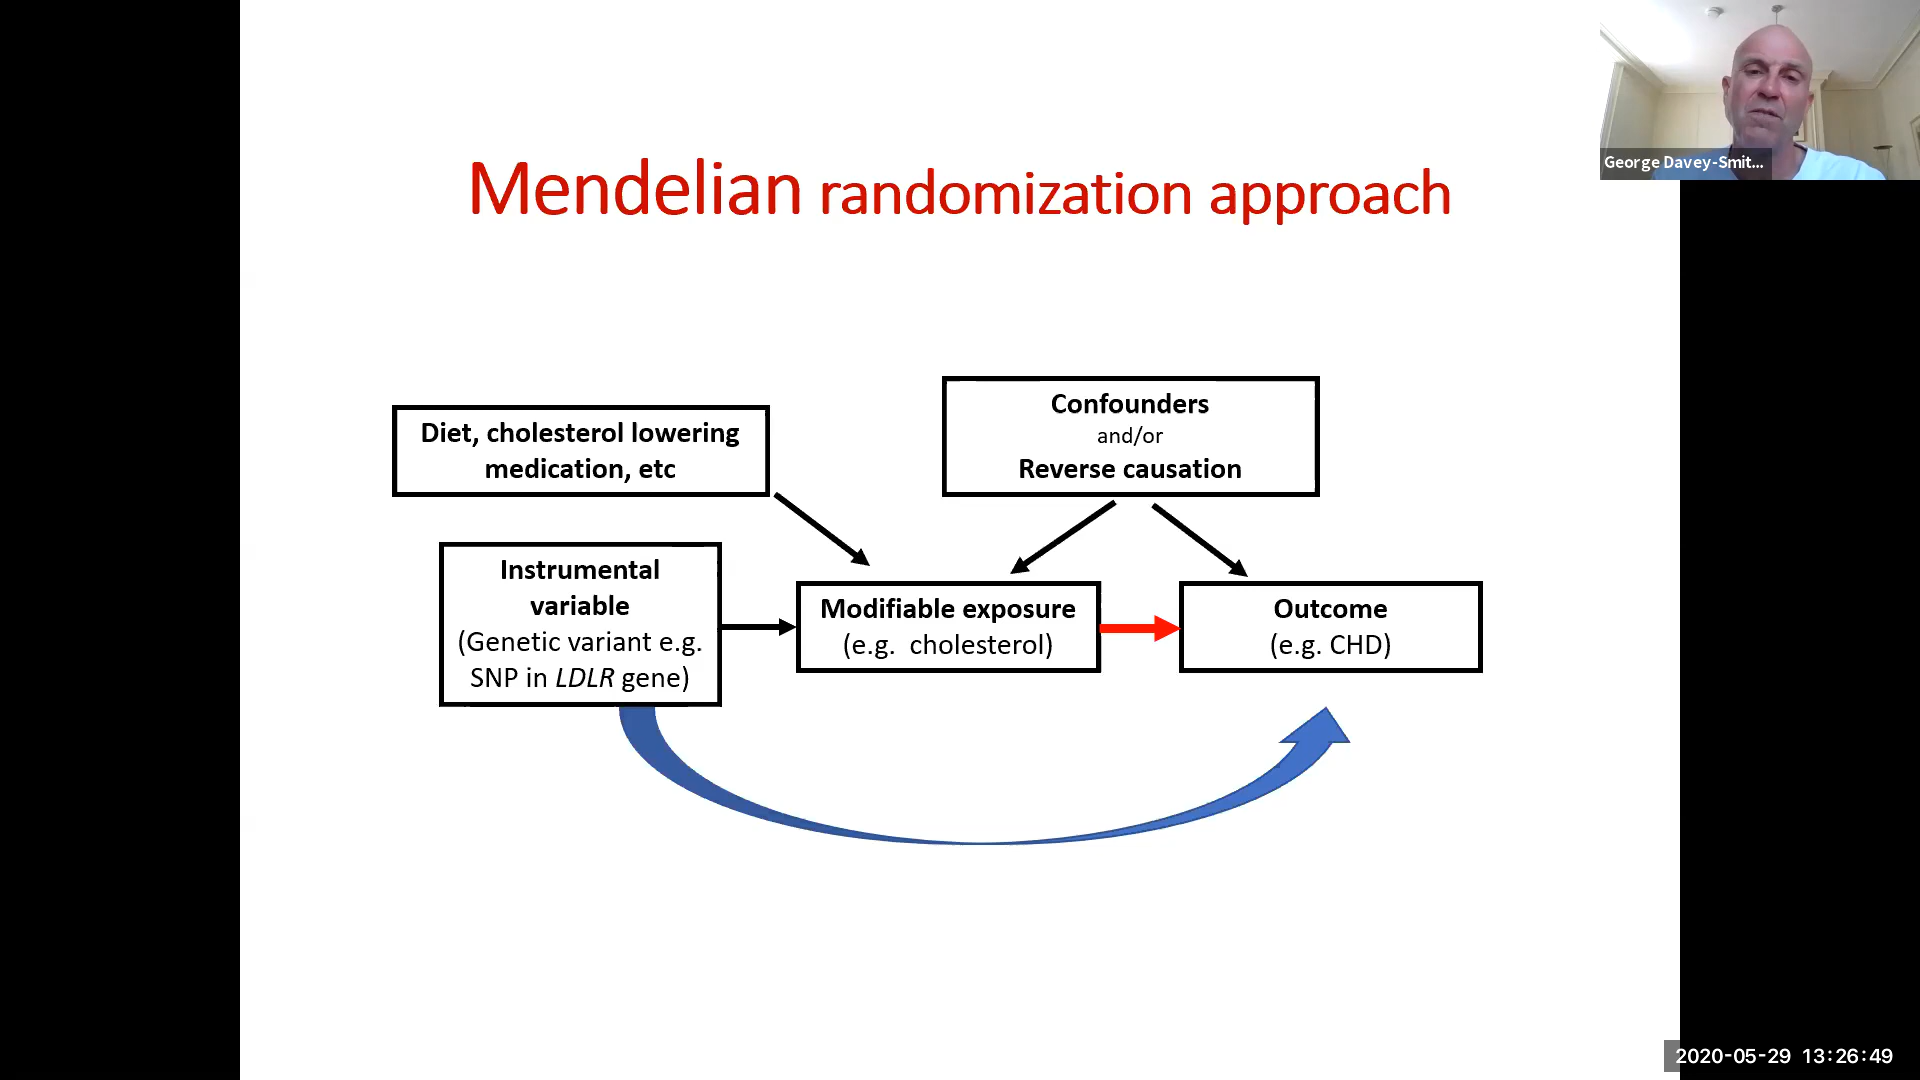 George Davey-Smit...
Mendelian randomization approach
Diet, cholesterol lowering
medication, etc
Confounders
and/or
Reverse causation
Instrumental
variable
(Genetic variant e.g.
SNP in LDLR gene)
Modifiable exposure
(e.g. cholesterol)
Outcome
(e.g. CHD)
2020-05-29 13:26:49